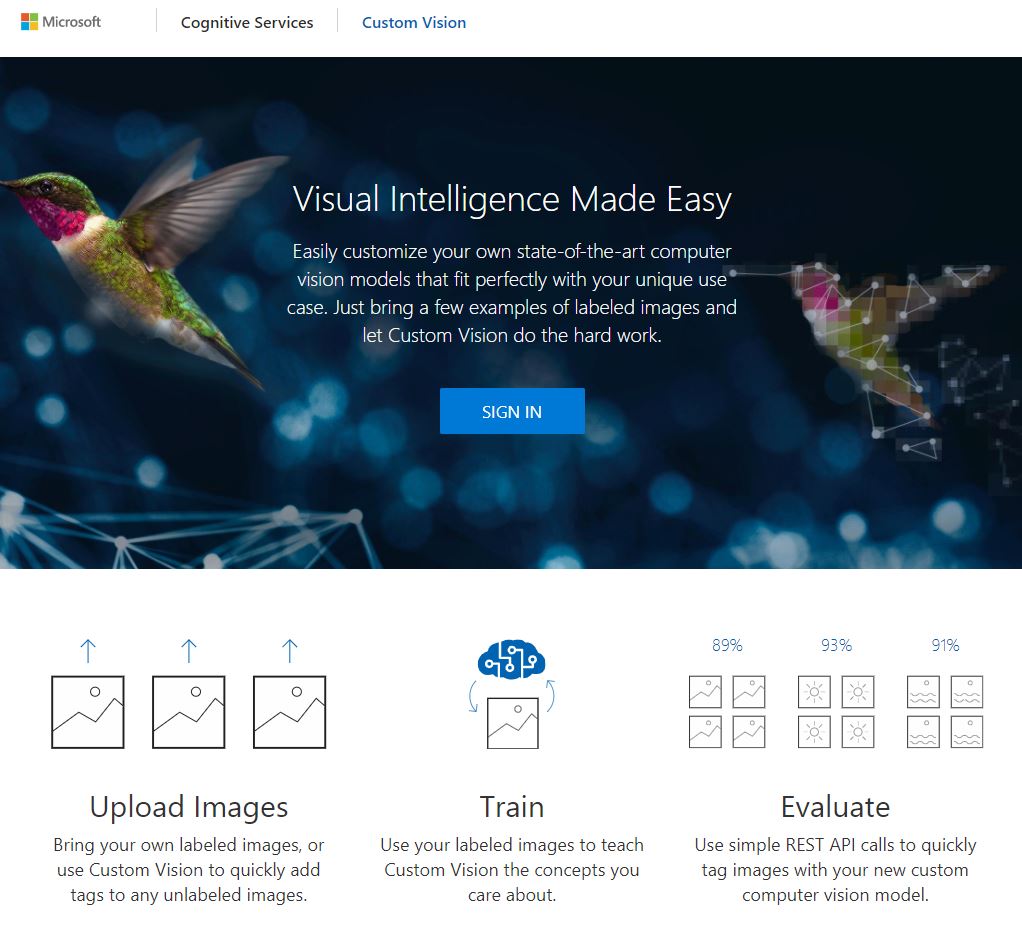 Microsoft
Cognitive Services
Custom Vision
Visual Intelligence Made Easy
Easily customize your own state-of-the-art computer
vision models that fit perfectly with your unique use
case. Just bring a few examples of labeled images and
let Custom Vision do the hard work.
SIGN IN
89%
93%
91%
Upload Images
Bring your own labeled images, or
use Custom Vision to quickly add
tags to any unlabeled images.
Train
Use your labeled images to teach
Custom Vision the concepts you
care about.
Evaluate
Use simple REST API calls to quickly
tag images with your new custom
computer vision model.